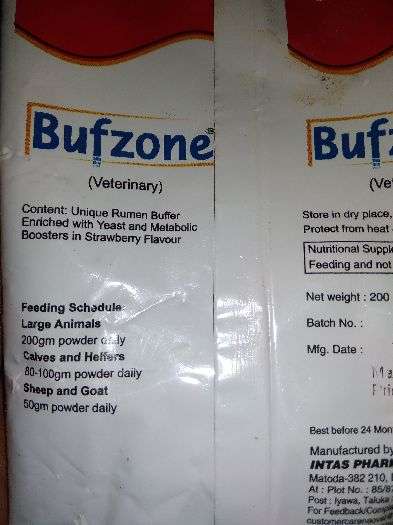 Bufzone®
(Veterinary)
Content: Unique Rumen Buffer
Enriched with Yeast and Metabolic
Boosters in Strawberry Flavour
Feeding Schedule
Large Animals
200gm powder daily
Calves and Heifers
80-100gm powder daily
Sheep and Goat
50gm powder daily
Buf
(Ve
Store in dry place,
Protect from heat
Nutritional Supple
Feeding and not
Net weight : 200
Batch No. :
Mfg. Date :
Best before 24 Mon
Manufactured by
INTAS PHAR
Matoda-382 210,
At : Plot No. : 85/8
Post : Iyawa, Taluka
For Feedback/Comp